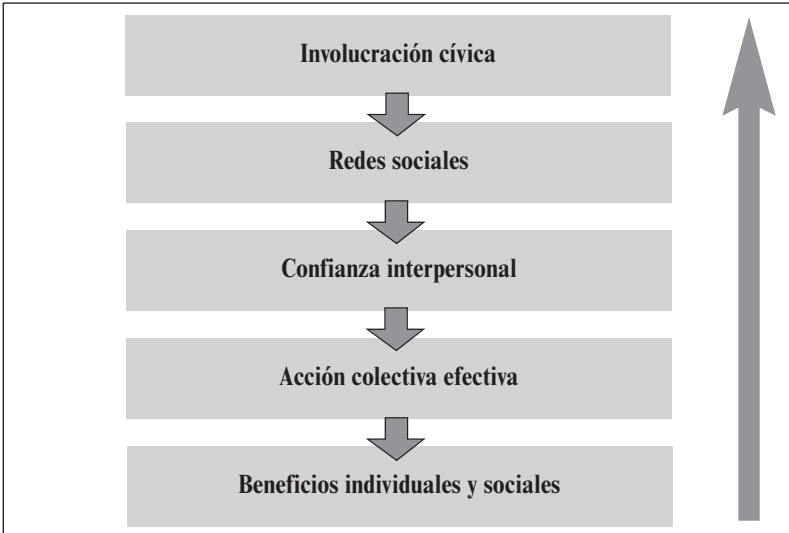 Involucración cívica
Redes sociales
Confianza interpersonal
Acción colectiva efectiva
Beneficios individuales y sociales